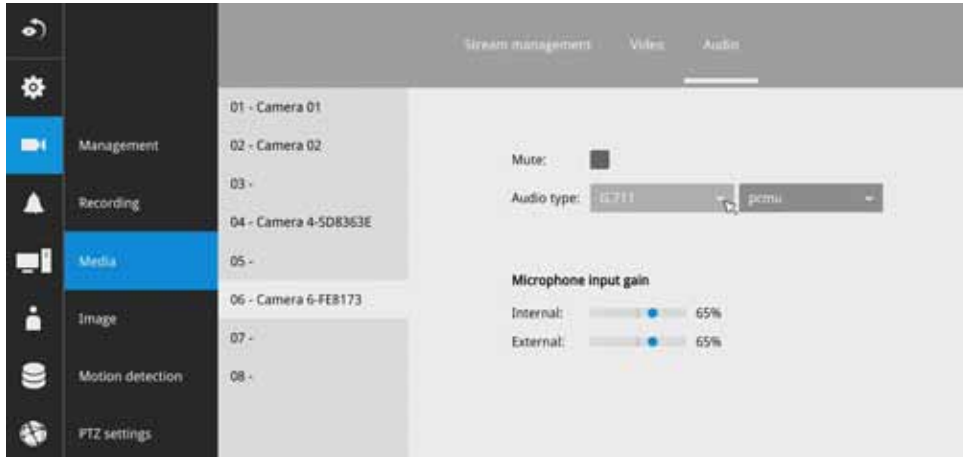 Stream management Video Audio
01 - Camera 01
Management 02 - Camera 02
Mute:
03 -
Recording Audio type: G.711 pcmu
04 - Camera 4-SD8363E
Media 05 -
Microphone input gain
06 - Camera 6-FE8173
Internal: 65%
Image
07 - External: 65%
Motion detection 08 -
PTZ settings